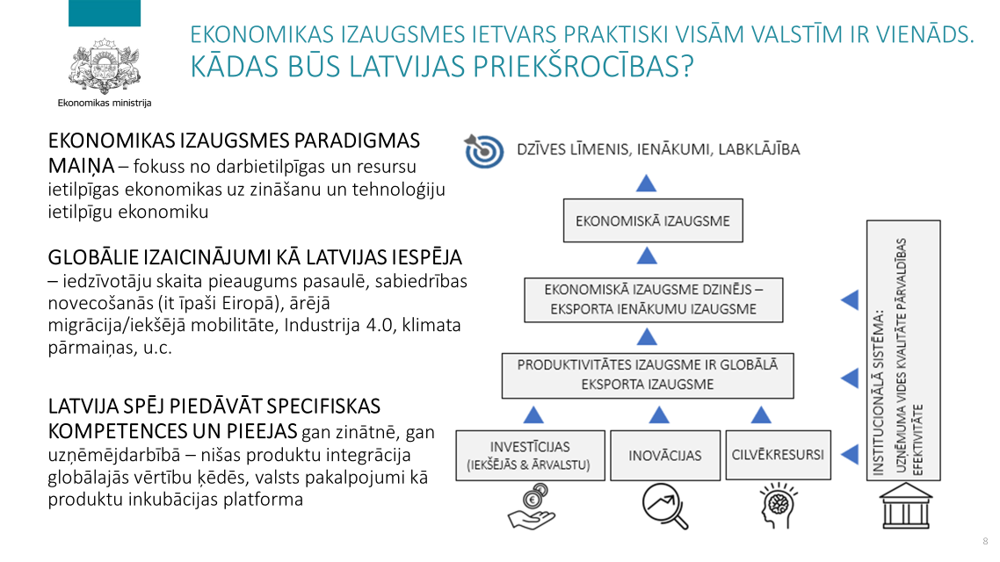 EKONOMIKAS IZAUGSMES IETVARS PRAKTISKI VISĀM VALSTĪM IR VIENĀDS.
KĀDAS BŪS LATVIJAS PRIEKŠROCĪBAS?
Ekonomikas ministrija
EKONOMIKAS IZAUGSMES PARADIGMAS
MAIŅA – fokuss no darbietilpīgas un resursu
ietilpīgas ekonomikas uz zināšanu un tehnoloģiju
ietilpīgu ekonomiku
GLOBĀLIE IZAICINĀJUMI KĀ LATVIJAS IESPĒJA
– iedzīvotāju skaita pieaugums pasaulē, sabiedrības
novecošanās (it īpaši Eiropā), ārējā
migrācija/iekšējā mobilitāte, Industrija 4.0, klimata
pārmaiņas, u.c.
LATVIJA SPĒJ PIEDĀVĀT SPECIFISKAS
KOMPETENCES UN PIEEJAS gan zinātnē, gan
uzņēmējdarbībā – nišas produktu integrācija
globālajās vērtību ķēdēs, valsts pakalpojumi kā
produktu inkubācijas platforma
DZĪVES LĪMENIS, IENĀKUMI, LABKLĀJĪBA
EKONOMISKĀ IZAUGSME
EKONOMISKĀ IZAUGSME DZINĒJS –
EKSPORTA IENĀKUMU IZAUGSME
PRODUKTIVITĀTES IZAUGSME IR GLOBĀLĀ
EKSPORTA IZAUGSME
INVESTĪCIJAS
(IEKŠĒJĀS & ĀRVALSTU)
INOVĀCIJAS
CILVĒKRESURSI
INSTITUCIONĀLĀ SISTĒMA:
UZŅĒMUMA VIDES KVALITĀTE PĀRVALDĪBAS
EFEKTIVITĀTE
8